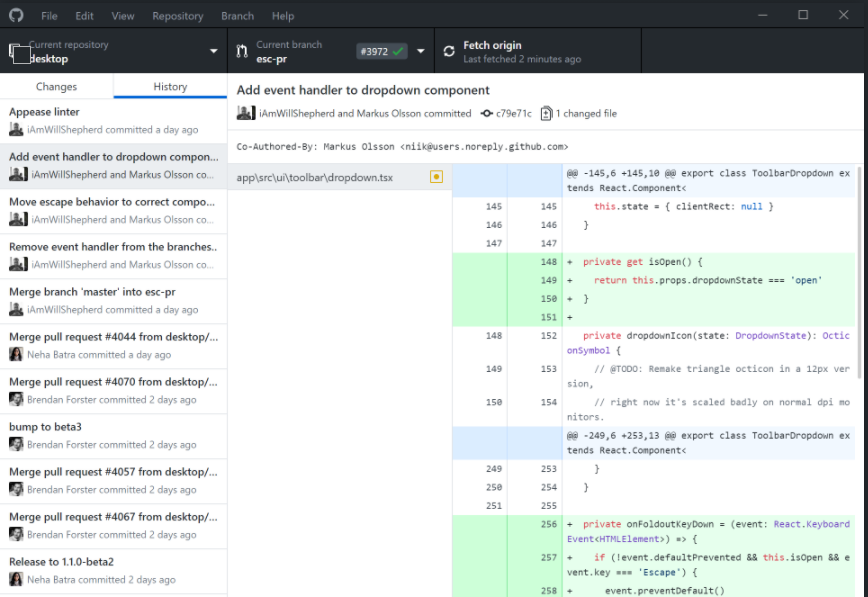 File Edit View Repository Branch Help
Current repository
desktop
Current branch
esc-pr
#3972
Fetch origin
Last fetched 2 minutes ago
Changes
History
Appease linter
iAmWillShepherd committed a day ago
Add event handler to dropdown compon...
iAmWillShepherd and Markus Olsson co...
Move escape behavior to correct compo...
iAmWillShepherd and Markus Olsson co...
Remove event handler from the branches..
iAmWillShepherd and Markus Olsson co...
Merge branch 'master' into esc-pr
iAmWillShepherd committed a day ago
Merge pull request #4044 from desktop/...
Neha Batra committed a day ago
Merge pull request #4070 from desktop/...
Brendan Forster committed 2 days ago
bump to beta3
Brendan Forster committed 2 days ago
Merge pull request #4057 from desktop/...
Brendan Forster committed 2 days ago
Merge pull request #4067 from desktop/...
Brendan Forster committed 2 days ago
Release to 1.1.0-beta2
Neha Batra committed 2 days ago
Add event handler to dropdown component
iAmWillShepherd and Markus Olsson committed c79e71c 1 changed file
Co-Authored-By: Markus Olsson <niik@users.noreply.github.com>
app\src\ui\toolbar\dropdown.tsx
@@ -145,6 +145,10 @@ export class ToolbarDropdown ex
tends React.Component<
145 145 this.state = { clientRect: null }
146 146 }
147 147
148 + private get isOpen() {
149 + return this.props.dropdownState === 'open'
150 + }
151 +
148 152 private dropdownIcon(state: DropdownState): Octic
onSymbol {
149 153 // @TODO: Remake triangle octicon in a 12px ver
sion,
150 154 // right now it's scaled badly on normal dpi mo
nitors.
@@ -249,6 +253,13 @@ export class ToolbarDropdown ex
tends React.Component<
249 253 }
250 254 }
251 255
256 + private onFoldoutKeyDown = (event: React.Keyboard
Event<HTMLElement>) => {
257 + if (!event.defaultPrevented && this.isOpen && e
vent.key === 'Escape') {
258 + event.preventDefault()